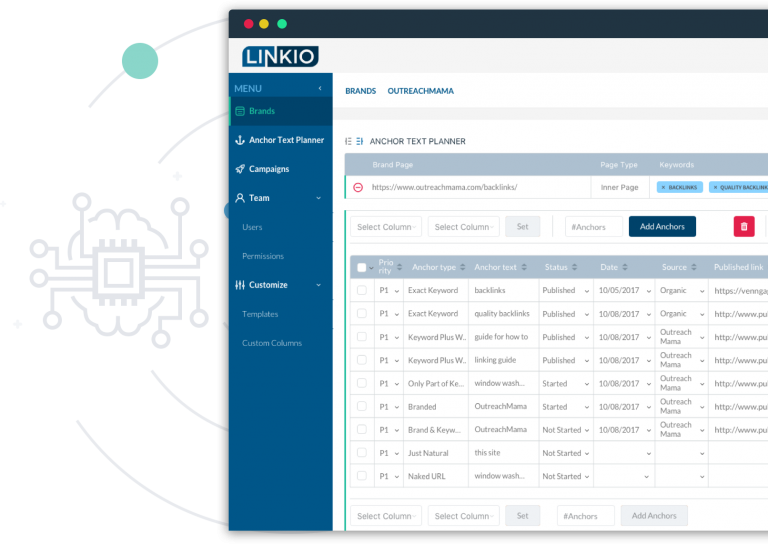 LINKIO
MENU
Brands
Anchor Text Planner
Campaigns
Team
Users
Permissions
Customize
Templates
Custom Columns
BRANDS OUTREACHMAMA
ANCHOR TEXT PLANNER
Brand Page Page Type Keywords
https://www.outreachmama.com/backlinks/ Inner Page × BACKLINKS × QUALITY BACKLINK
Select Column Select Column Set #Anchors Add Anchors
Prio
rity Anchor type Anchor text Status Date Source Published link
P1 Exact Keyword backlinks Published 10/05/2017 Organic https://vennga
P1 Exact Keyword quality backlinks Published 10/08/2017 Organic http://www.pu
P1 Keyword Plus W.. guide for how to Published 10/08/2017 Outreach
Mama http://www.pu
P1 Keyword Plus W.. linking guide Published 10/08/2017 Outreach
Mama http://www.pu
P1 Only Part of Ke... window wash... Started 10/08/2017 Outreach
Mama http://www.pu
P1 Branded OutreachMama Started 10/08/2017 Outreach
Mama http://www.pu
P1 Brand & Keyw... OutreachMama Not Started 10/08/2017 Outreach
Mama http://www.pu
P1 Just Natural this site Not Started
P1 Naked URL window wash... Not Started
Select Column Select Column Set #Anchors Add Anchors